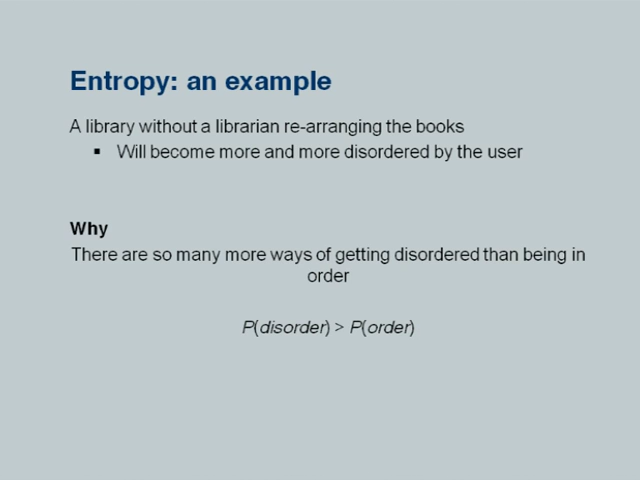 Entropy: an example
A library without a librarian re-arranging the books
▪ Will become more and more disordered by the user
Why
There are so many more ways of getting disordered than being in
order
P(disorder) > P(order)